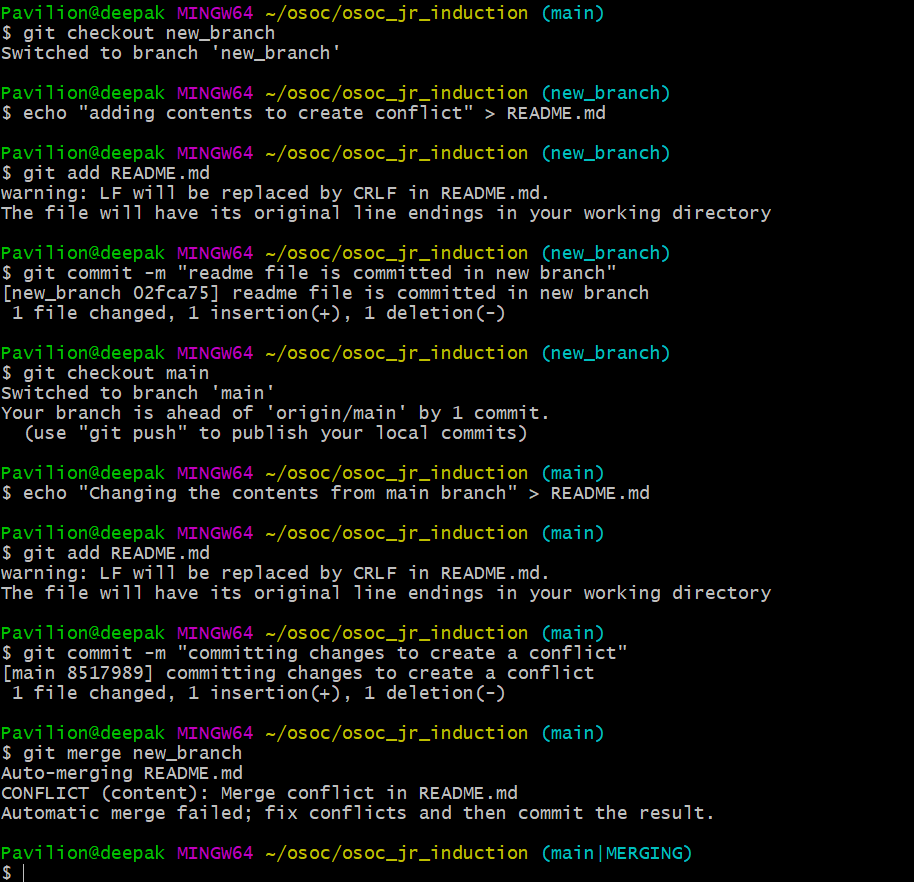 Pavilion@deepak MINGW64 ~/osoc/osoc_jr_induction (main)
$ git checkout new_branch
Switched to branch 'new_branch'
Pavilion@deepak MINGW64 ~/osoc/osoc_jr_induction (new_branch)
$ echo "adding contents to create conflict" > README.md
Pavilion@deepak MINGW64 ~/osoc/osoc_jr_induction (new_branch)
$ git add README.md
warning: LF will be replaced by CRLF in README.md.
The file will have its original line endings in your working directory
Pavilion@deepak MINGW64 ~/osoc/osoc_jr_induction (new_branch)
$ git commit -m "readme file is committed in new branch"
[new_branch 02fca75] readme file is committed in new branch
 1 file changed, 1 insertion(+), 1 deletion(-)
Pavilion@deepak MINGW64 ~/osoc/osoc_jr_induction (new_branch)
$ git checkout main
Switched to branch 'main'
Your branch is ahead of 'origin/main' by 1 commit.
  (use "git push" to publish your local commits)
Pavilion@deepak MINGW64 ~/osoc/osoc_jr_induction (main)
$ echo "Changing the contents from main branch" > README.md
Pavilion@deepak MINGW64 ~/osoc/osoc_jr_induction (main)
$ git add README.md
warning: LF will be replaced by CRLF in README.md.
The file will have its original line endings in your working directory
Pavilion@deepak MINGW64 ~/osoc/osoc_jr_induction (main)
$ git commit -m "committing changes to create a conflict"
[main 8517989] committing changes to create a conflict
 1 file changed, 1 insertion(+), 1 deletion(-)
Pavilion@deepak MINGW64 ~/osoc/osoc_jr_induction (main)
$ git merge new_branch
Auto-merging README.md
CONFLICT (content): Merge conflict in README.md
Automatic merge failed; fix conflicts and then commit the result.
Pavilion@deepak MINGW64 ~/osoc/osoc_jr_induction (main|MERGING)
$